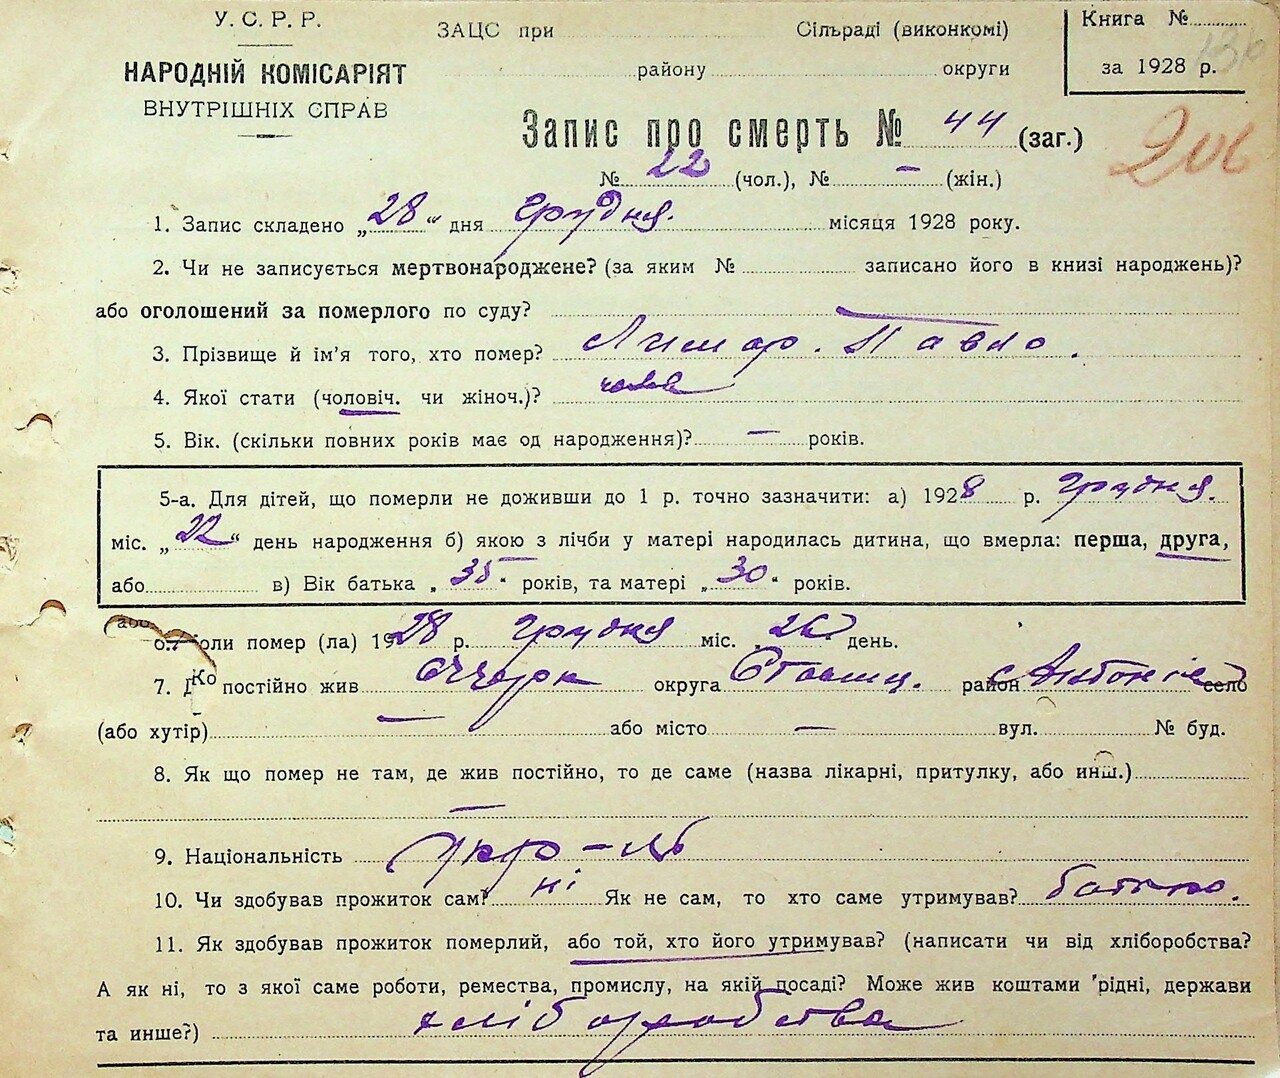 У. С. Р. Р.
НАРОДНІЙ КОМІСАРІЯТ
ВНУТРІШНІХ СПРАВ
ЗАЦС при Сільраді (виконкомі)
району округи
Книга №
за 1928 р.
136
206
Запис про смерть № 44 (заг.)
№ 22 (чол.), № — (жін.)
1. Запис складено „28“ дня Грудня місяця 1928 року.
2. Чи не записується мертвонароджене? (за яким № записано його в книзі народжень)?
або оголошений за померлого по суду? —
3. Прізвище й ім'я того, хто помер? Лимар. Павло.
4. Якої стати (чоловіч. чи жіноч.)? чолов
5. Вік. (скільки повних років має од народження)? — років.
5-а. Для дітей, що померли не доживши до 1 р. точно зазначити: а) 1928 р. Грудня.
міс. „22“ день народження б) якою з лічби у матері народилась дитина, що вмерла: перша, друга,
або в) Вік батька „35“ років, та матері „30“ років.
або
6. Коли помер (ла) 1928 р. Грудня міс. „26“ день.
7. Де постійно жив округа район село
(або хутір) — або місто — вул. № буд.
8. Як що помер не там, де жив постійно, то де саме (назва лікарні, притулку, або инш.)
—
9. Національність Укр
10. Чи здобував прожиток сам? ні Як не сам, то хто саме утримував? батько.
11. Як здобував прожиток померлий, або той, хто його утримував? (написати чи від хліборобства?
А як ні, то з якої саме роботи, ремества, промислу, на якій посаді? Може жив коштами рідні, держави
та инше?) хліборобства